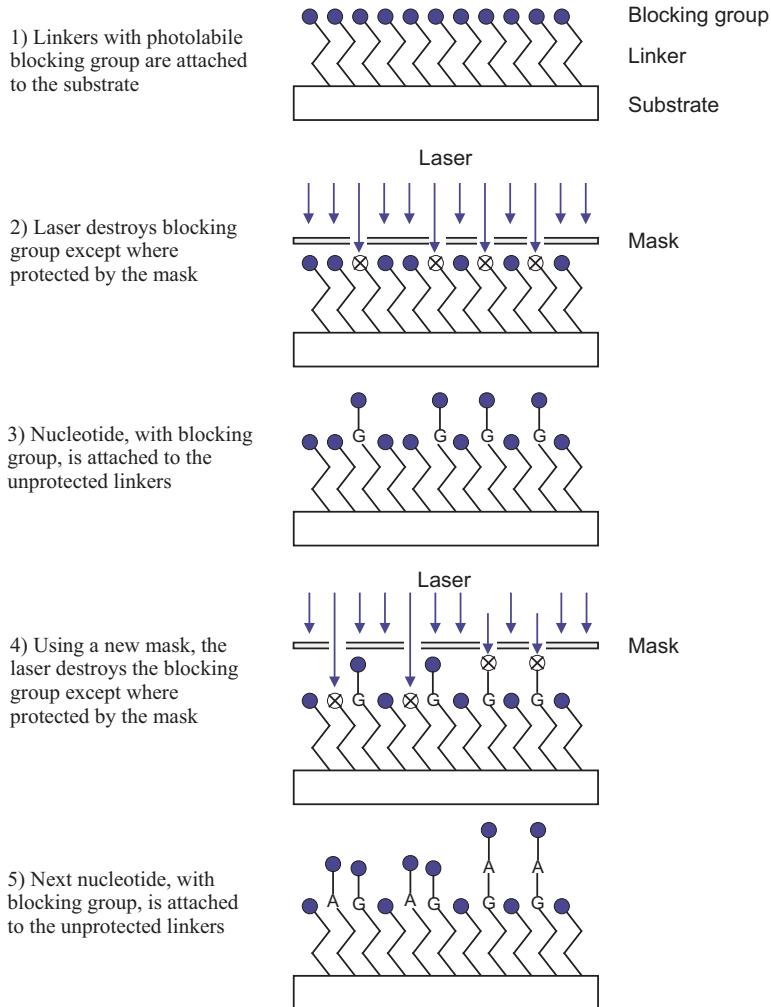 1) Linkers with photolabile
blocking group are attached
to the substrate
Blocking group
Linker
Substrate
Laser
2) Laser destroys blocking
group except where
protected by the mask
Mask
3) Nucleotide, with blocking
group, is attached to the
unprotected linkers
G G G G
Laser
4) Using a new mask, the
laser destroys the blocking
group except where
protected by the mask
Mask
G G G G
5) Next nucleotide, with
blocking group, is attached
to the unprotected linkers
A A
A G A G G G